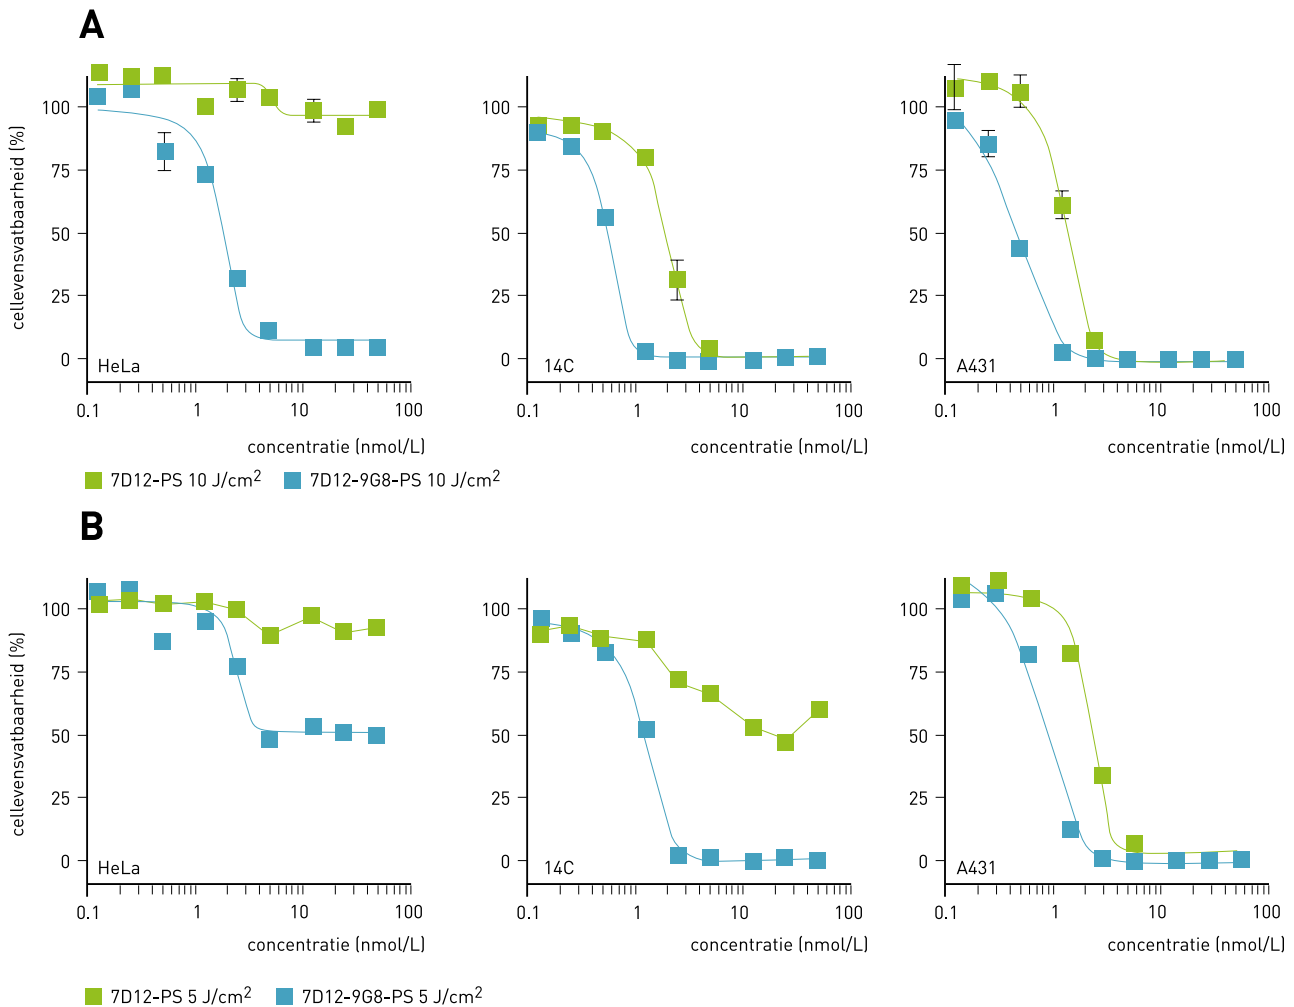 A
cellevensvatbaarheid (%)
100
75
50
25
0
HeLa
0.1 1 10 100
concentratie (nmol/L)
100
75
50
25
0
14C
0.1 1 10 100
concentratie (nmol/L)
100
75
50
25
0
A431
0.1 1 10 100
concentratie (nmol/L)
7D12-PS 10 J/cm² 7D12-9G8-PS 10 J/cm²
B
cellevensvatbaarheid (%)
100
75
50
25
0
HeLa
0.1 1 10 100
concentratie (nmol/L)
100
75
50
25
0
14C
0.1 1 10 100
concentratie (nmol/L)
100
75
50
25
0
A431
0.1 1 10 100
concentratie (nmol/L)
7D12-PS 5 J/cm² 7D12-9G8-PS 5 J/cm²